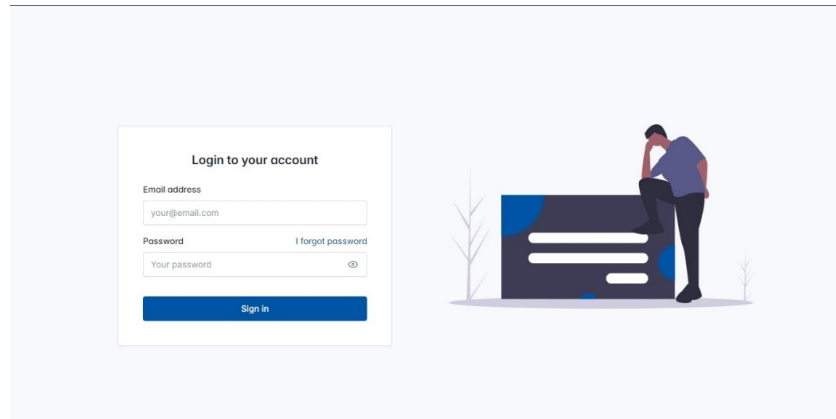 Login to your account
Email address
your@email.com
Password I forgot password
Your password
Sign in